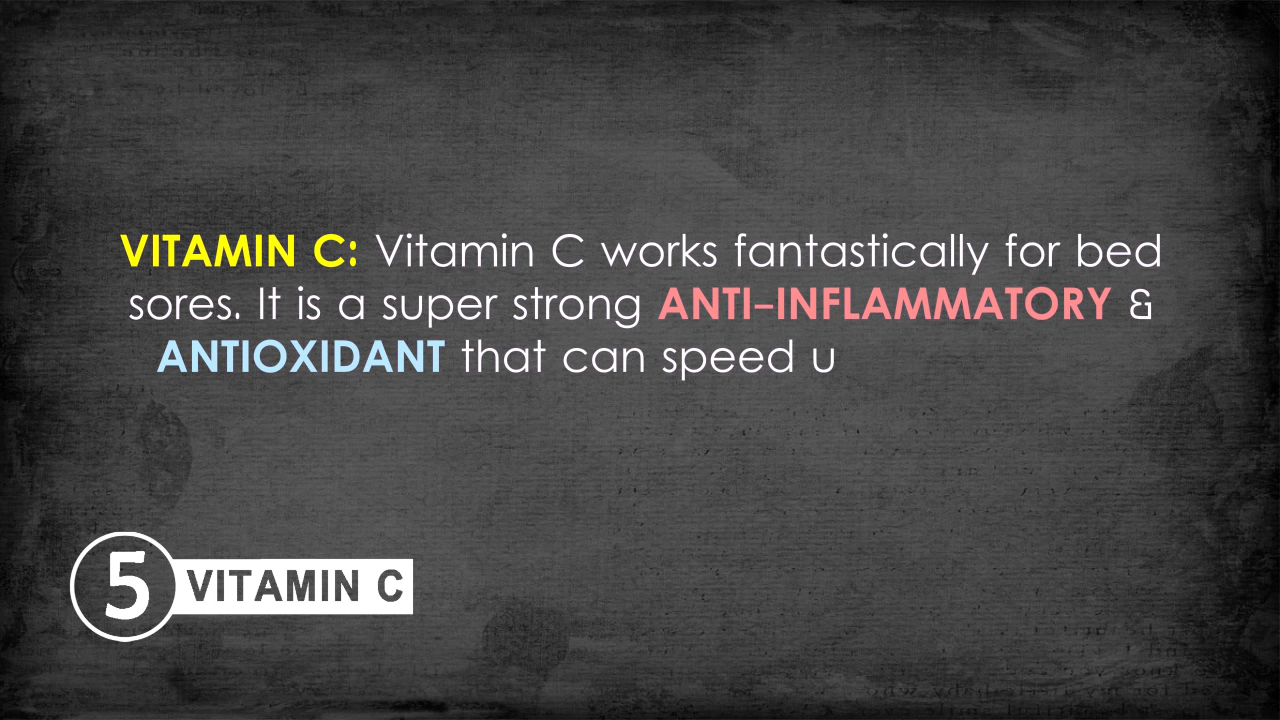 VITAMIN C: Vitamin C works fantastically for bed
sores. It is a super strong ANTI–INFLAMMATORY &
ANTIOXIDANT that can speed u
5 VITAMIN C